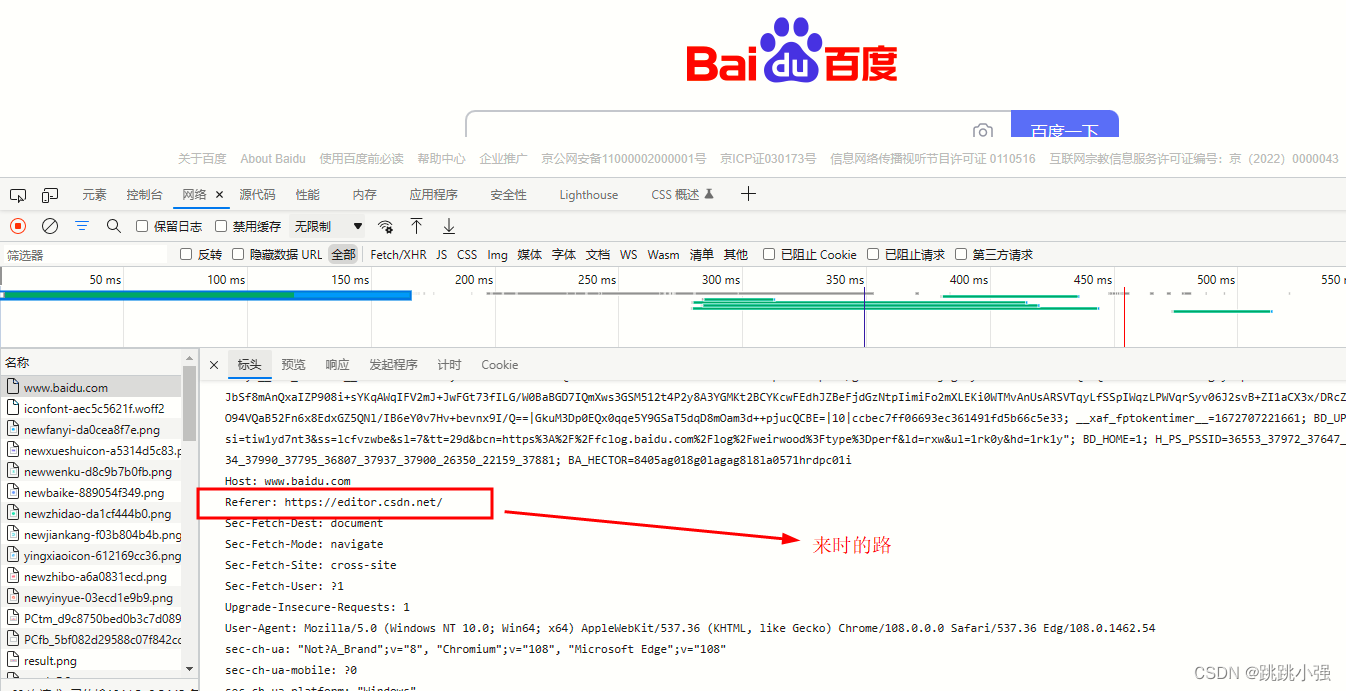 Baidu百度
百度一下
关于百度 About Baidu 使用百度前必读 帮助中心 企业推广 京公网安备11000002000001号 京ICP证030173号 信息网络传播视听节目许可证 0110516 互联网宗教信息服务许可证编号：京（2022）0000043
元素 控制台 网络 源代码 性能 内存 应用程序 安全性 Lighthouse CSS 概述
保留日志 禁用缓存 无限制
筛选器 反转 隐藏数据 URL 全部 Fetch/XHR JS CSS Img 媒体 字体 文档 WS Wasm 清单 其他 已阻止 Cookie 已阻止请求 第三方请求
50 ms 100 ms 150 ms 200 ms 250 ms 300 ms 350 ms 400 ms 450 ms 500 ms 550
名称
标头 预览 响应 发起程序 计时 Cookie
www.baidu.com
iconfont-aec5c5621f.woff2
newfanyi-da0cea8f7e.png
newxueshuicon-a5314d5c83.p
newwenku-d8c9b7b0fb.png
newbaike-889054f349.png
newzhidao-da1cf444b0.png
newjiankang-f03b804b4b.png
yingxiaoicon-612169cc36.png
newzhibo-a6a0831ecd.png
newyinyue-03ecd1e9b9.png
PCtm_d9c8750bed0b3c7d089
PCfb_5bf082d29588c07f842cc
result.png
JbSf8mAnQxaIZP908i+sYKqAWqIFV2mJ+JwFGt73fILG/W0BaBGD7IQmXws3GSM512t4P2y8A3YGMKt2BCYKcwFEdhJZBeFjdGzNtpIimiFo2mXLEKi0WTMvAnUsARSVTqyLfSSpIWqzLPWVqrSyv06J2svB+ZI1aCX3x/DRcZ
O94VQaB52Fn6x8EdxGZ5QNl/IB6eY0v7Hv+bevnx9I/Q==|GkuM3Dp0EQx0qqe5Y9GSaT5dqD8mOam3d++pjucQCBE=|10|ccbec7ff06693ec361491fd5b66c5e33; __xaf_fptokentimer__=1672707221661; BD_UP
si=tiw1yd7nt3&ss=lcfvzwbe&sl=7&tt=29d&bcn=https%3A%2F%2Ffclog.baidu.com%2Flog%2Fweirwood%3Ftype%3Dperf&ld=rxw&ul=1rk0y&hd=1rk1y"; BD_HOME=1; H_PS_PSSID=36553_37972_37647_
34_37990_37795_36807_37937_37900_26350_22159_37881; BA_HECTOR=8405ag018g0lagag8l8la0571hrdpc01i
Host: www.baidu.com
Referer: https://editor.csdn.net/
Sec-Fetch-Dest: document
Sec-Fetch-Mode: navigate
Sec-Fetch-Site: cross-site
Sec-Fetch-User: ?1
Upgrade-Insecure-Requests: 1
User-Agent: Mozilla/5.0 (Windows NT 10.0; Win64; x64) AppleWebKit/537.36 (KHTML, like Gecko) Chrome/108.0.0.0 Safari/537.36 Edg/108.0.1462.54
sec-ch-ua: "Not?A_Brand";v="8", "Chromium";v="108", "Microsoft Edge";v="108"
sec-ch-ua-mobile: ?0
sec-ch-ua-platform: "Windows"
来时的路
CSDN @跳跳小强